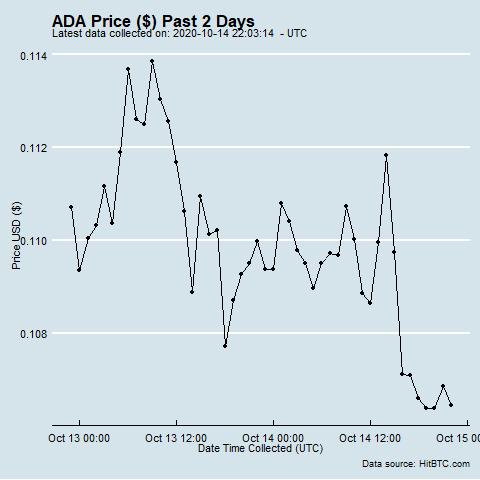 ADA Price ($) Past 2 Days
Latest data collected on: 2020-10-14 22:03:14  - UTC
0.114
0.112
0.110
0.108
Price USD ($)
Oct 13 00:00 Oct 13 12:00 Oct 14 00:00 Oct 14 12:00 Oct 15 00
Date Time Collected (UTC)
Data source: HitBTC.com